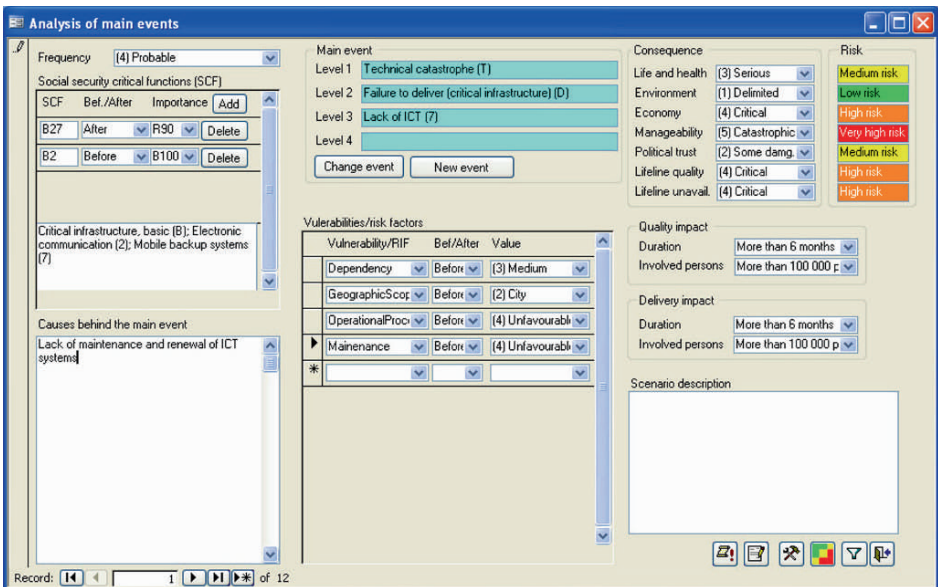 Analysis of main events
Frequency (4) Probable
Social security critical functions (SCF)
SCF Bef./After Importance Add
B27 After R90 Delete
B2 Before B100 Delete
Critical infrastructure, basic (B); Electronic
communication (2); Mobile backup systems
(7)
Causes behind the main event
Lack of maintenance and renewal of ICT
systems
Main event
Level 1 Technical catastrophe (T)
Level 2 Failure to deliver (critical infrastructure) (D)
Level 3 Lack of ICT (7)
Level 4
Change event New event
Vulerabilities/risk factors
Vulnerability/RIF Bef/After Value
Dependency Before (3) Medium
GeographicScop Before (2) City
OperationalProc Before (4) Unfavourabl
Mainenance Before (4) Unfavourabl
Consequence Risk
Life and health (3) Serious Medium risk
Environment (1) Delimited Low risk
Economy (4) Critical High risk
Manageability (5) Catastrophic Very high risk
Political trust (2) Some damg. Medium risk
Lifeline quality (4) Critical High risk
Lifeline unavail. (4) Critical High risk
Quality impact
Duration More than 6 months
Involved persons More than 100 000 p
Delivery impact
Duration More than 6 months
Involved persons More than 100 000 p
Scenario description
Record: 1 of 12